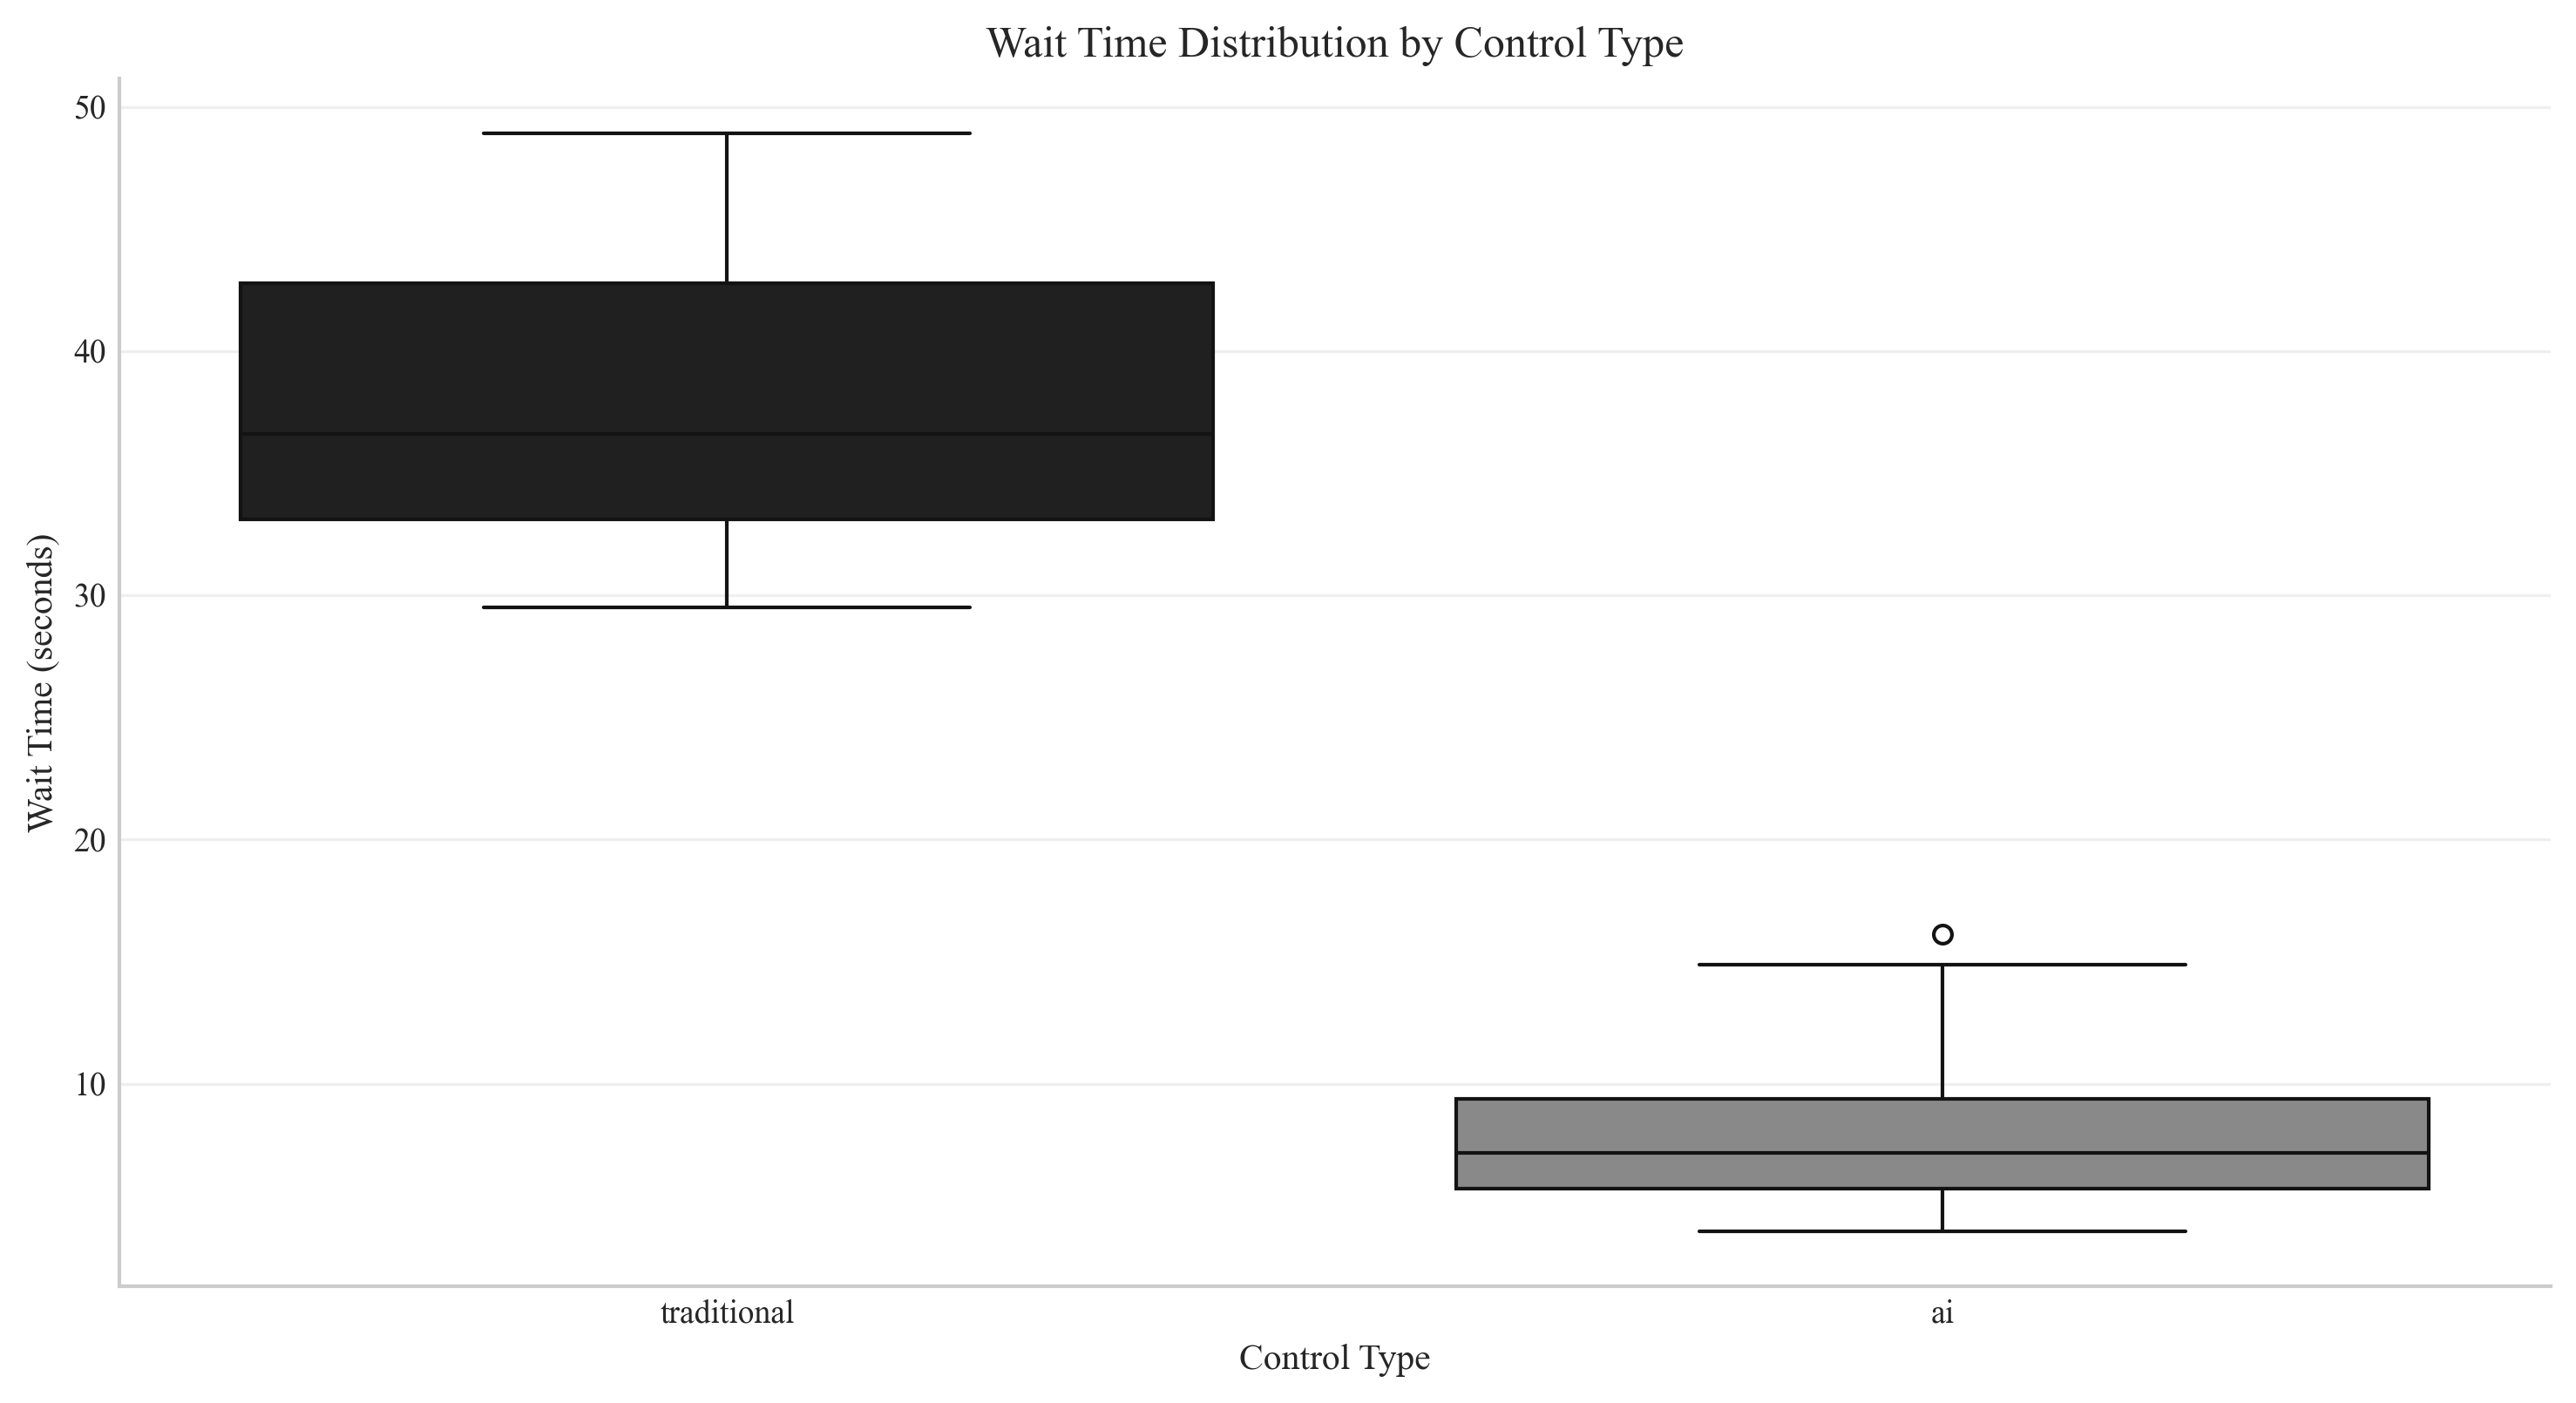 Wait Time Distribution by Control Type
50
40
30
20
10
Wait Time (seconds)
traditional
ai
Control Type